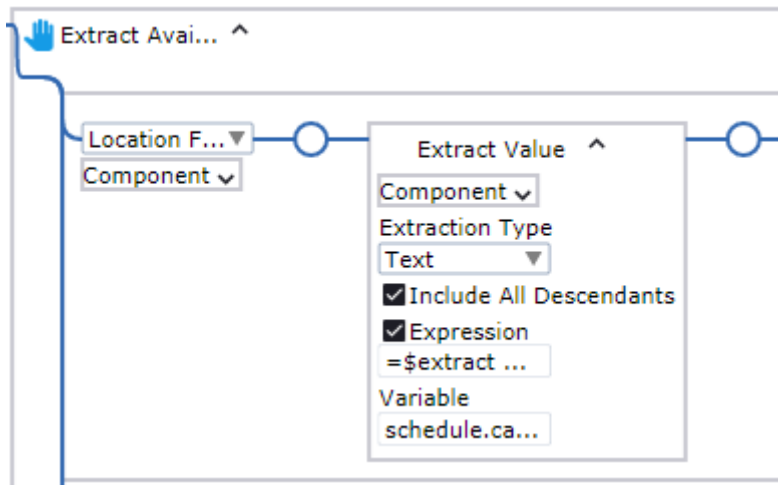 Extract Avai...
Location F...
Component
Extract Value
Component
Extraction Type
Text
Include All Descendants
Expression
=$extract ...
Variable
schedule.ca...